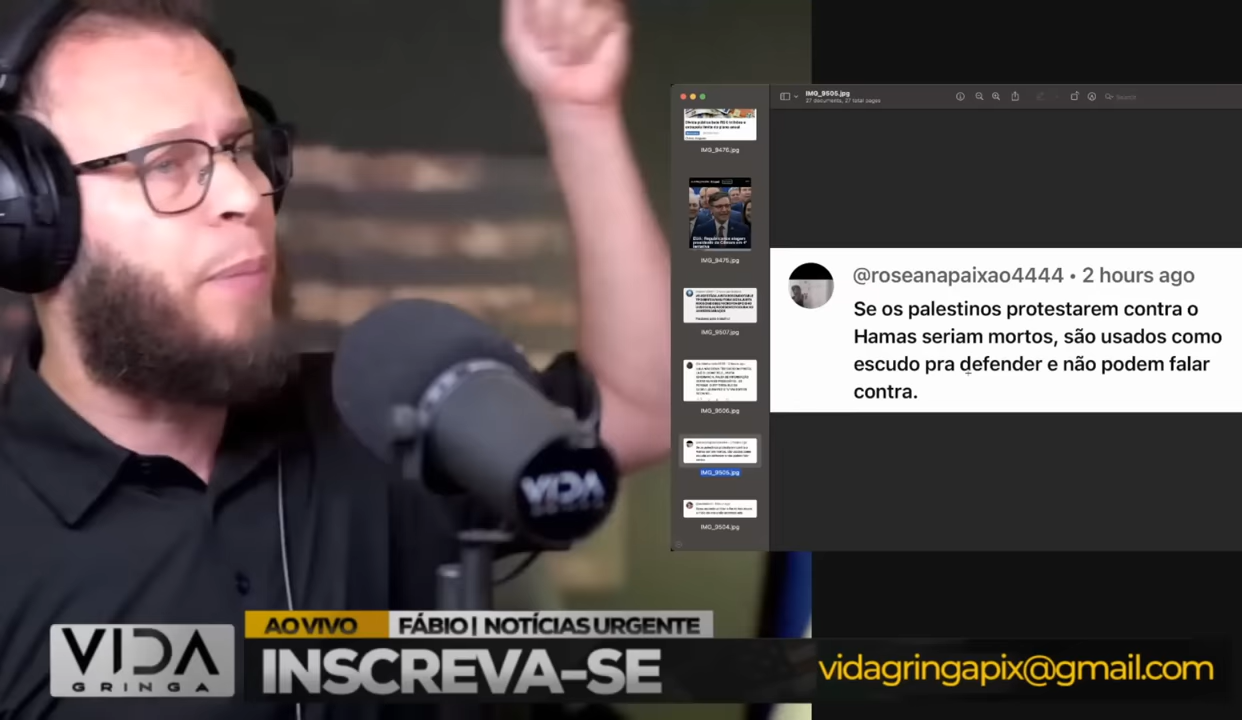 IMG_9505.jpg
27 documents, 27 total pages
Search
IMG_9476.jpg
IMG_9475.jpg
IMG_9507.jpg
IMG_9506.jpg
IMG_9505.jpg
IMG_9504.jpg
@roseanapaixao4444 • 2 hours ago
Se os palestinos protestarem contra o
Hamas seriam mortos, são usados como
escudo pra defender e não podem falar
contra.
VIDA
GRINGA
AO VIVO
FÁBIO | NOTÍCIAS URGENTE
VIDA
GRINGA
INSCREVA-SE
vidagringapix@gmail.com